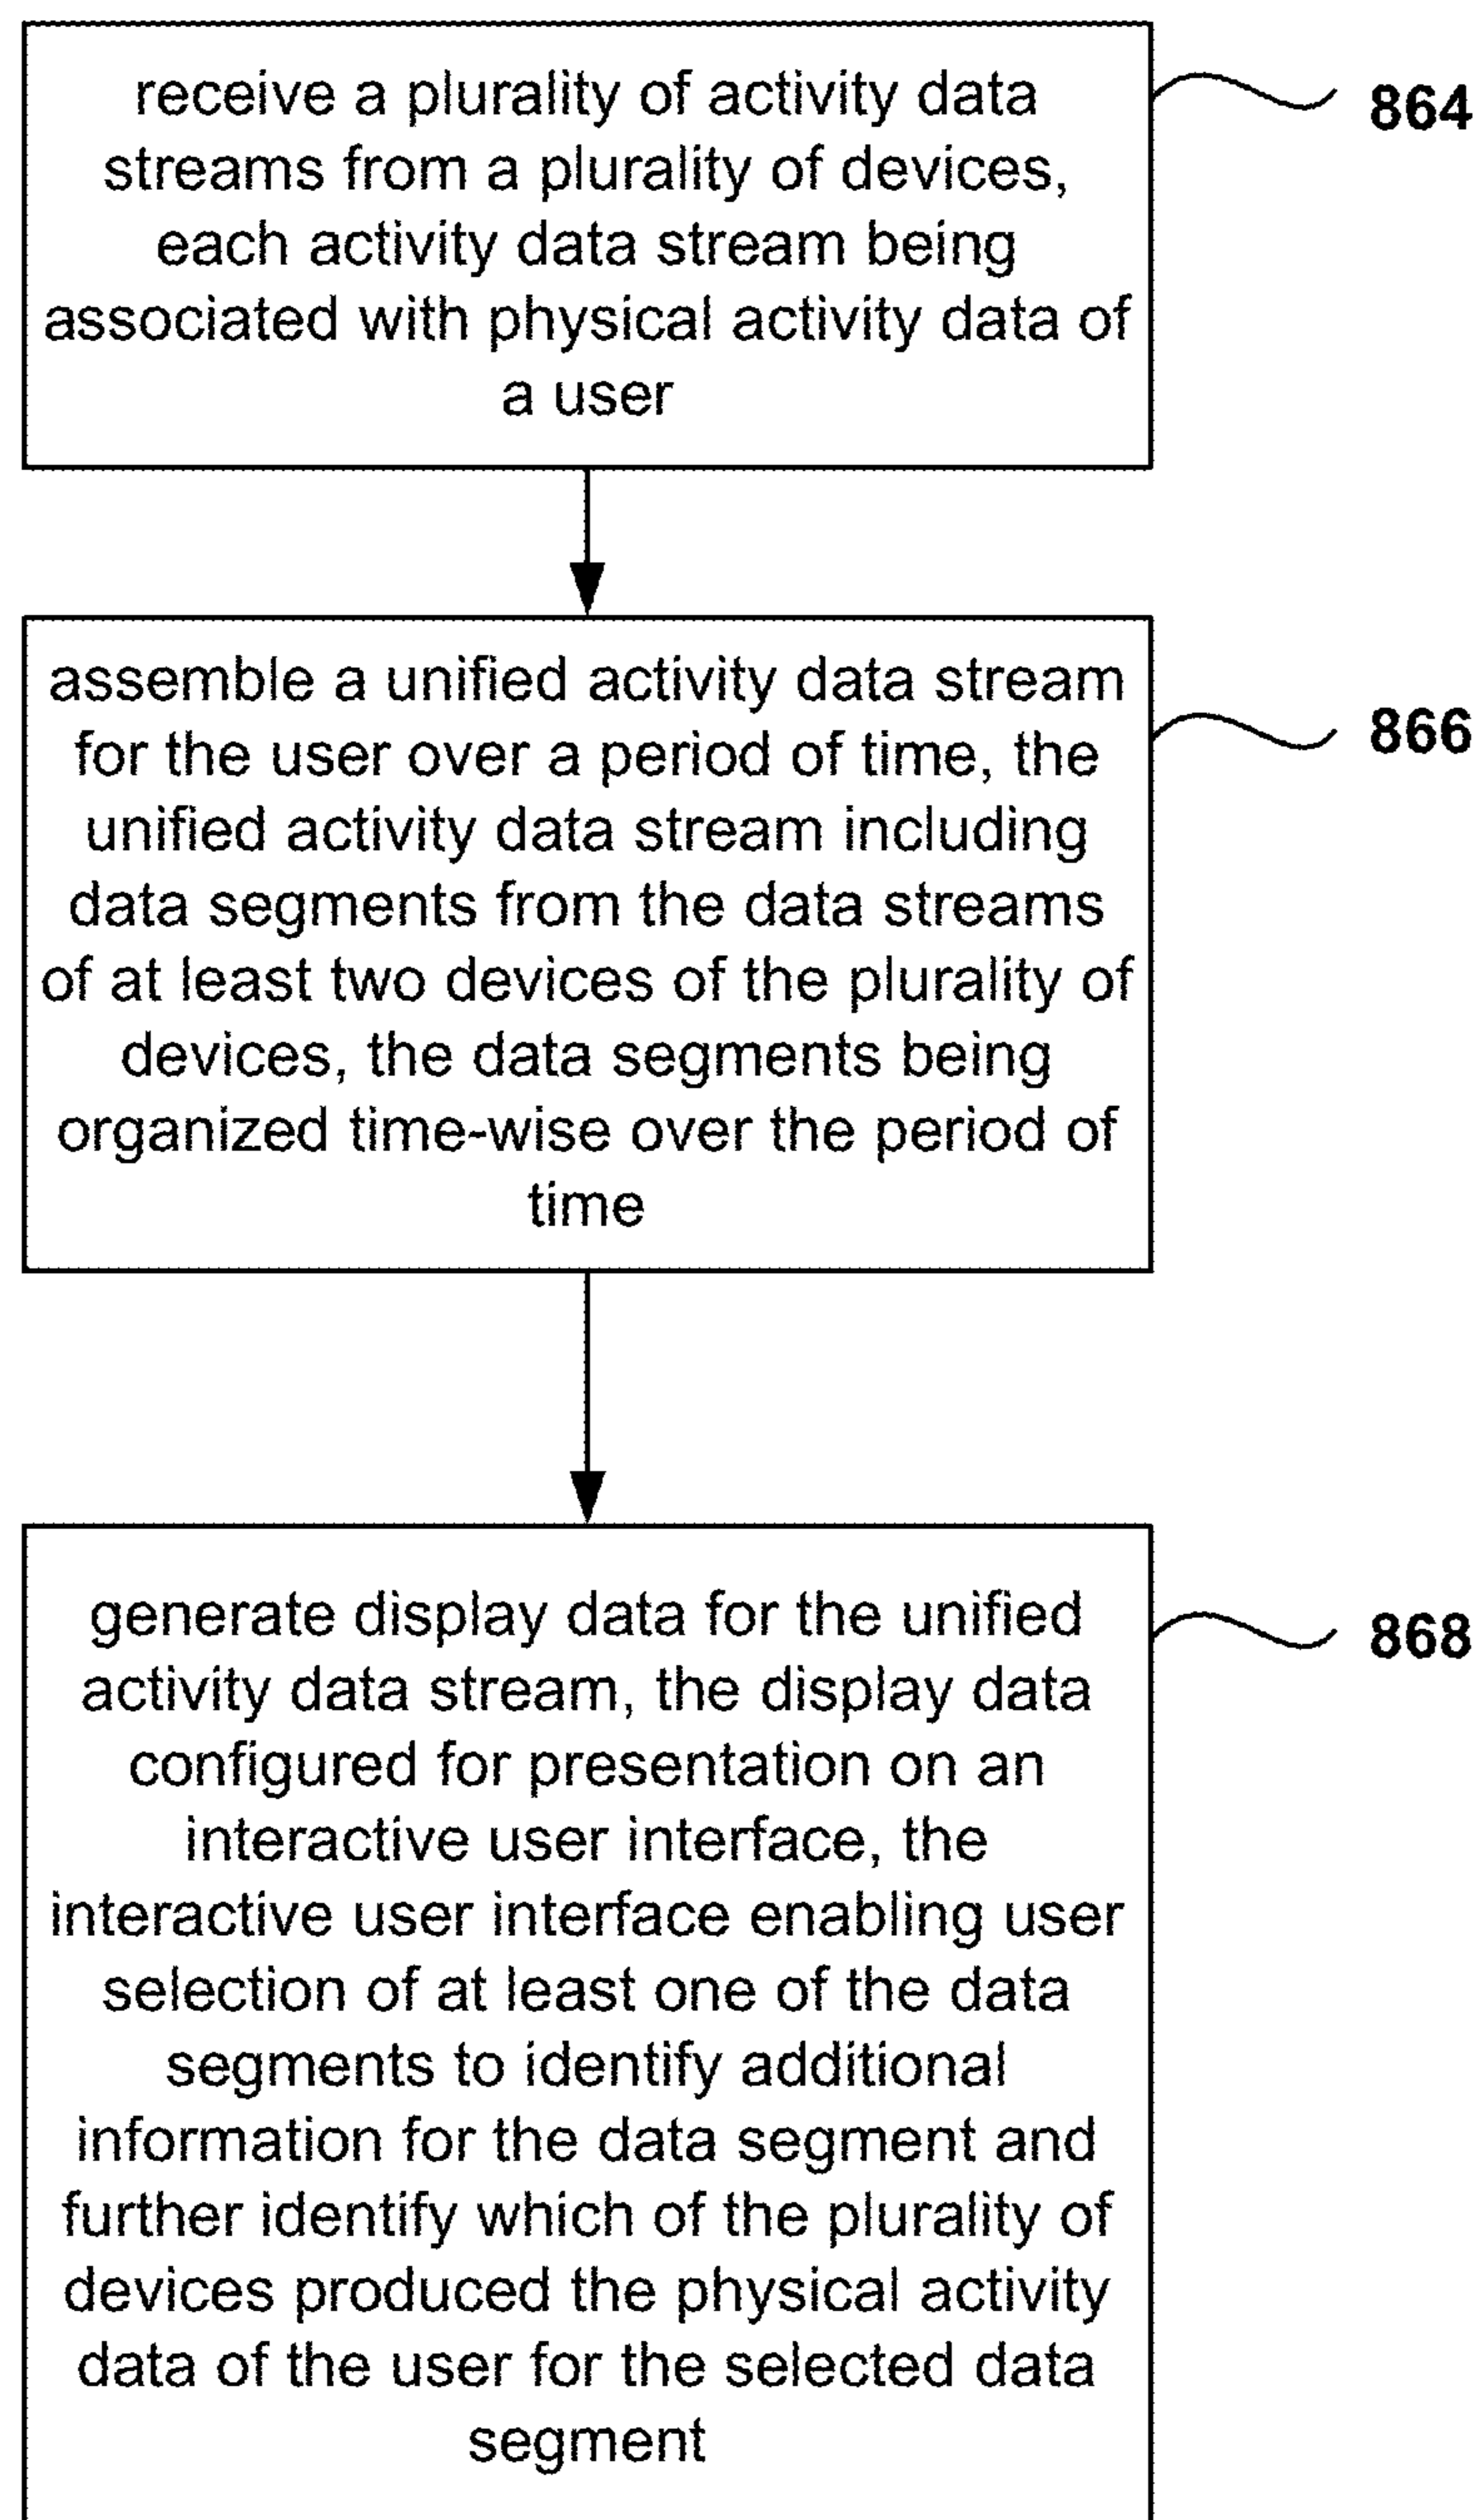 receive a plurality of activity data
streams from a plurality of devices,
each activity data stream being
associated with physical activity data of
a user
864
assemble a unified activity data stream
for the user over a period of time, the
unified activity data stream including
data segments from the data streams
of at least two devices of the plurality of
devices, the data segments being
organized time-wise over the period of
time
866
generate display data for the unified
activity data stream, the display data
configured for presentation on an
interactive user interface, the
interactive user interface enabling user
selection of at least one of the data
segments to identify additional
information for the data segment and
further identify which of the plurality of
devices produced the physical activity
data of the user for the selected data
segment
868